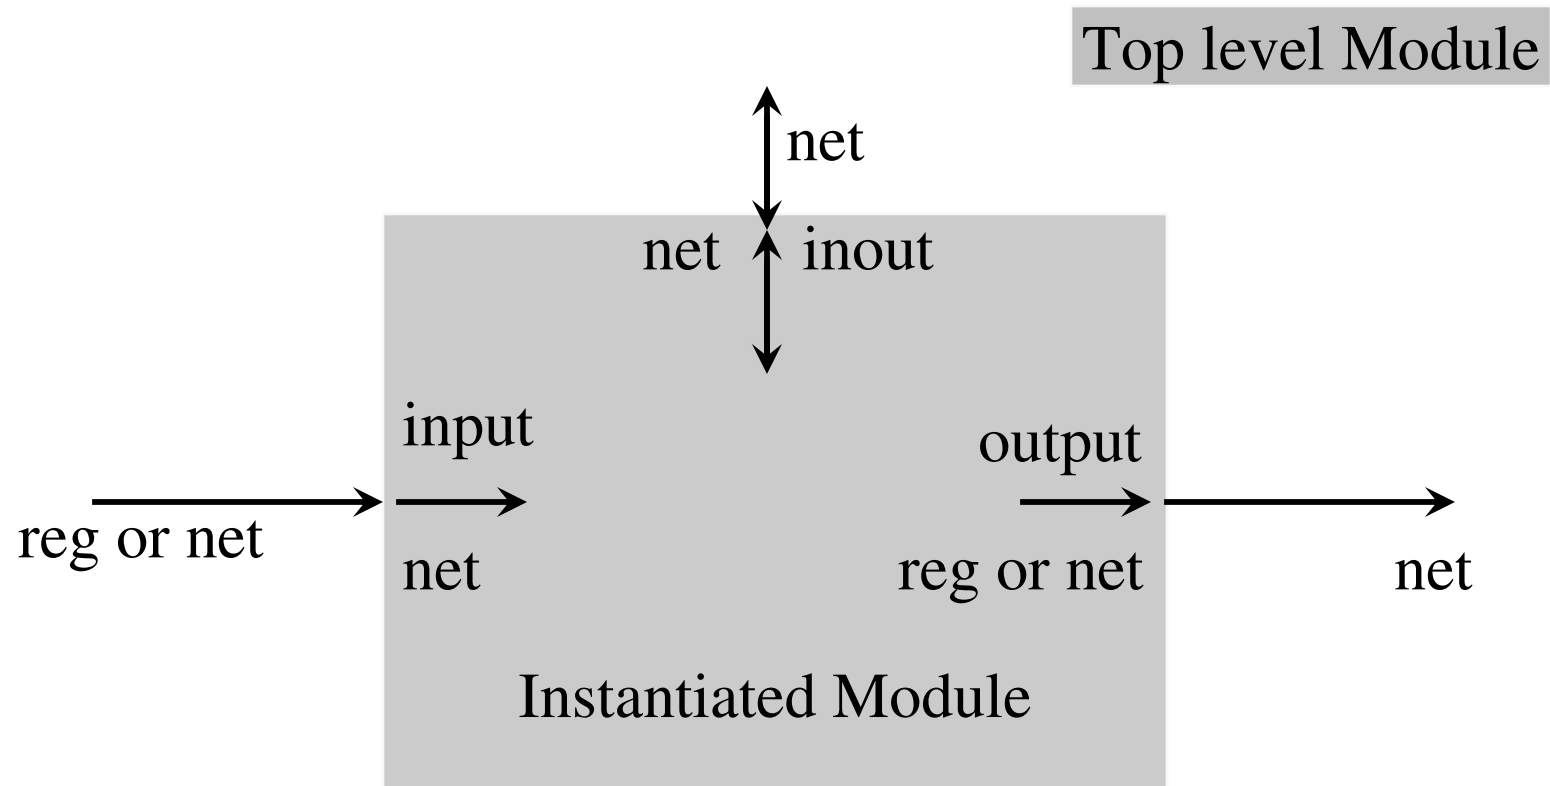 Top level Module
net
net inout
input
output
reg or net
net
reg or net
net
Instantiated Module